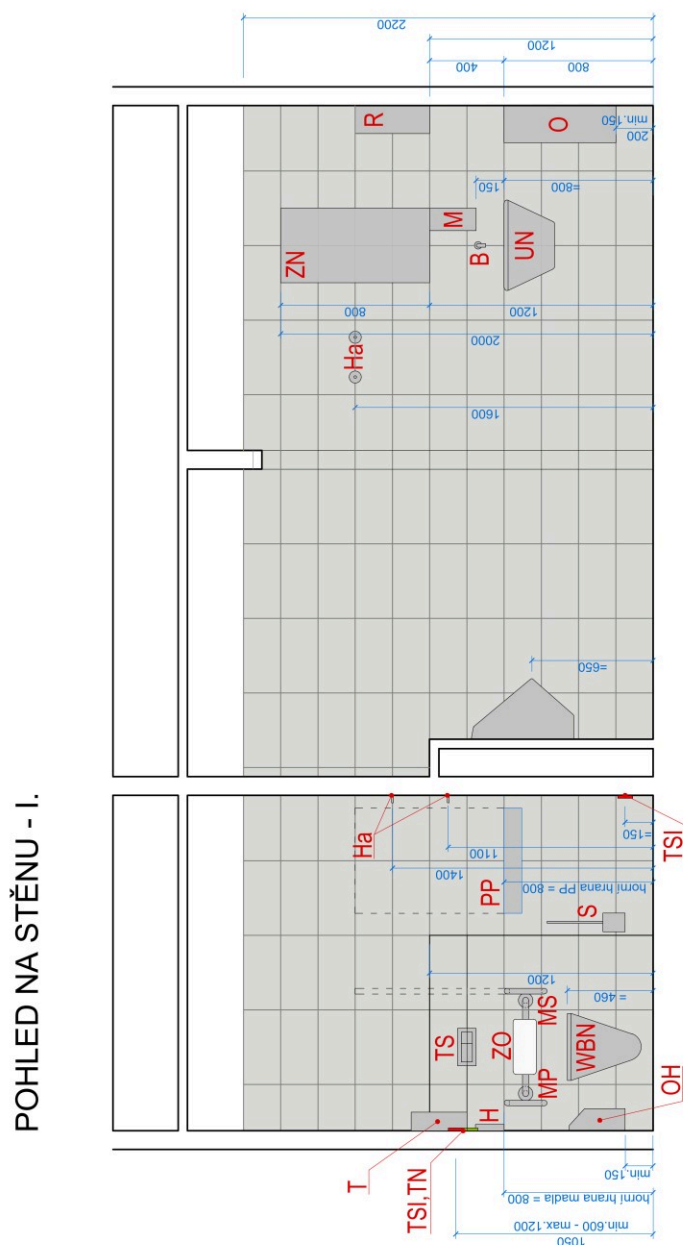 POHLED NA STĚNU - I.
2200
1200
400
800
R
O
min.150
200
ZN
M
B
UN
150
=800
800
1200
2000
Ha
1600
=650
Ha
TSI
=150
1100
1400
PP
horní hrana PP = 800
S
1200
TS
ZO
MS
MP
WBN
= 460
H
OH
T
TSI,TN
min.150
horní hrana madla = 800
min.600 - max.1200
1050